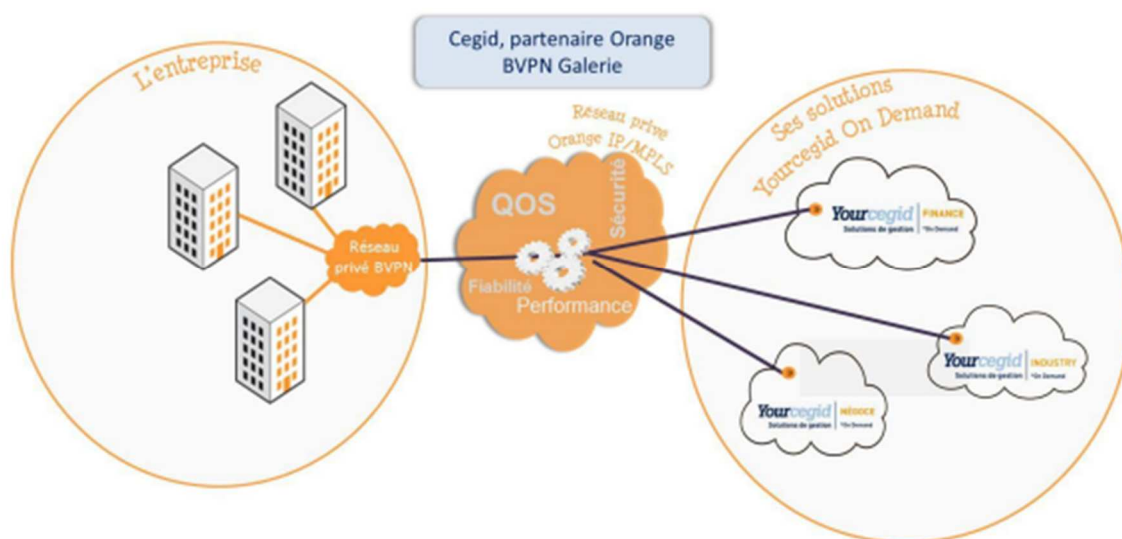 Cegid, partenaire Orange
BVPN Galerie
L'entreprise
Réseau
privé BVPN
Réseau privé
Orange IP/MPLS
QOS
Sécurité
Fiabilité
Performance
Ses solutions
Yourcegid On Demand
Yourcegid FINANCE
Solutions de gestion *On Demand
Yourcegid INDUSTRY
Solutions de gestion *On Demand
Yourcegid NÉGOCE
Solutions de gestion *On Demand